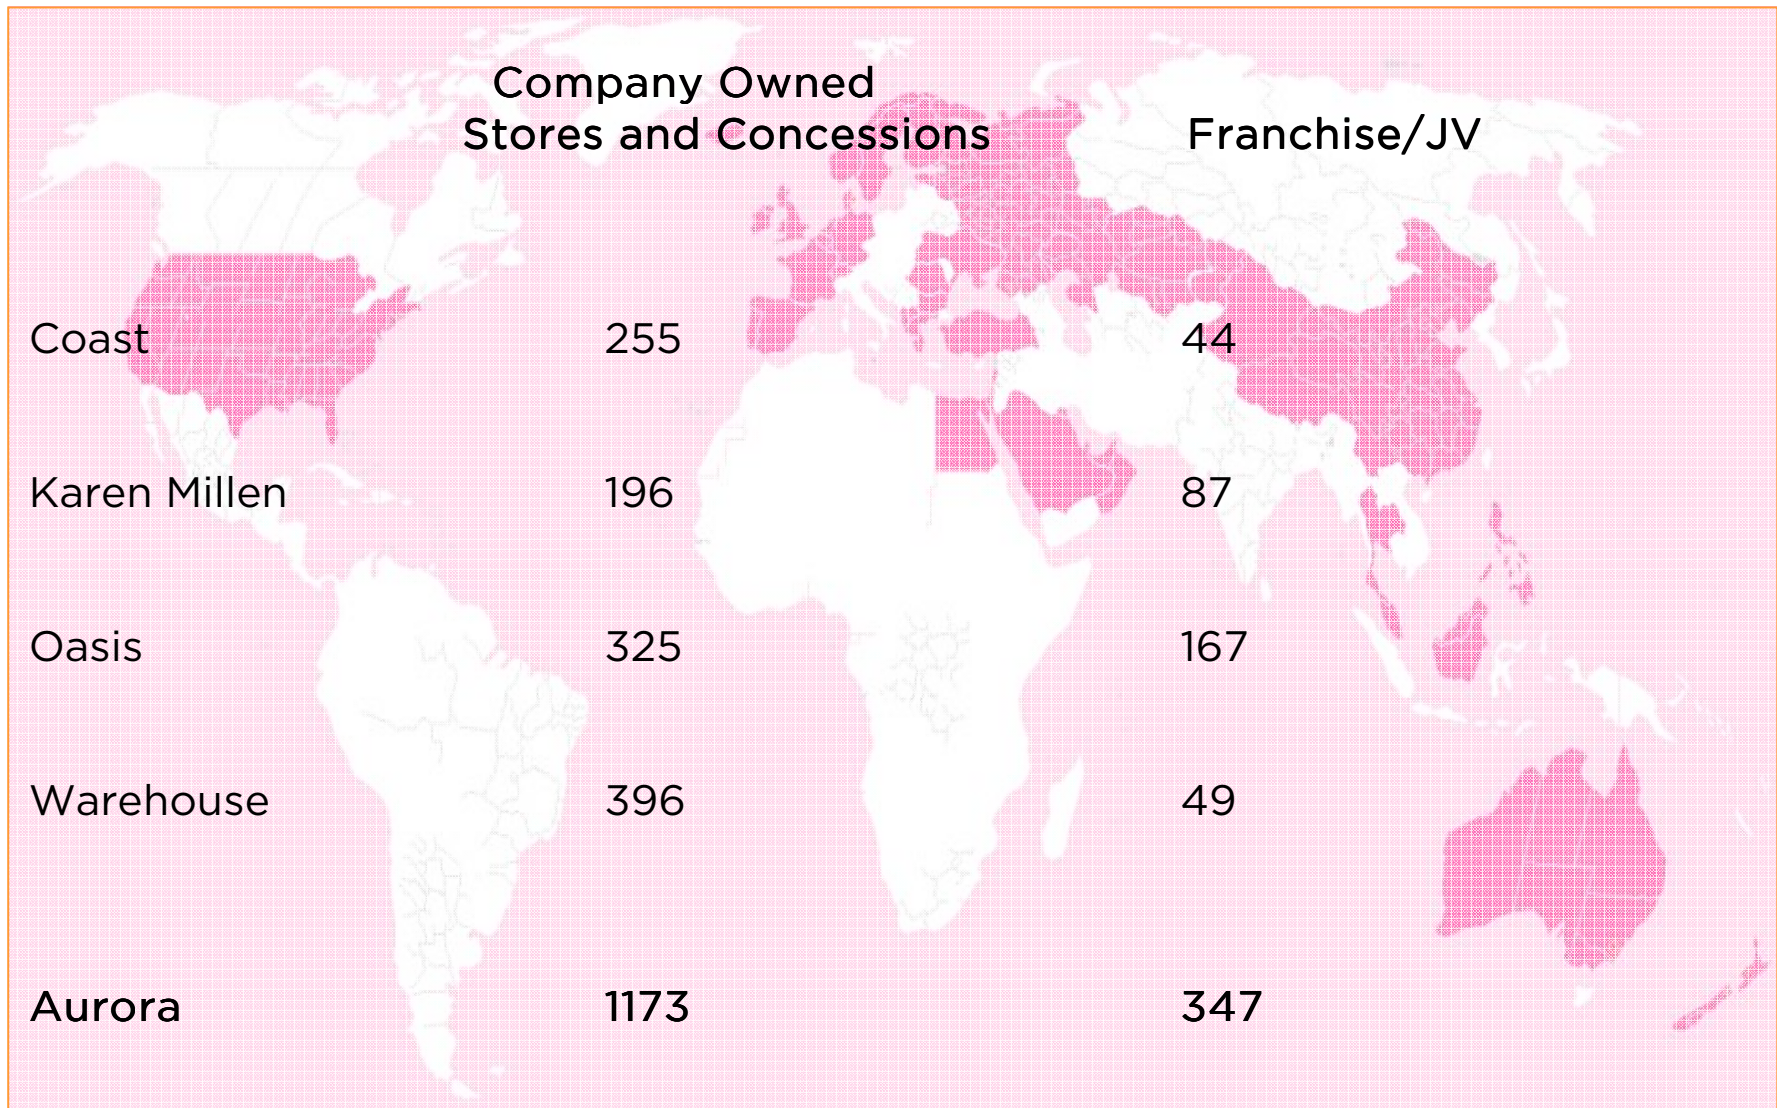 Company Owned
Stores and Concessions Franchise/JV
Coast 255 44
Karen Millen 196 87
Oasis 325 167
Warehouse 396 49
Aurora 1173 347